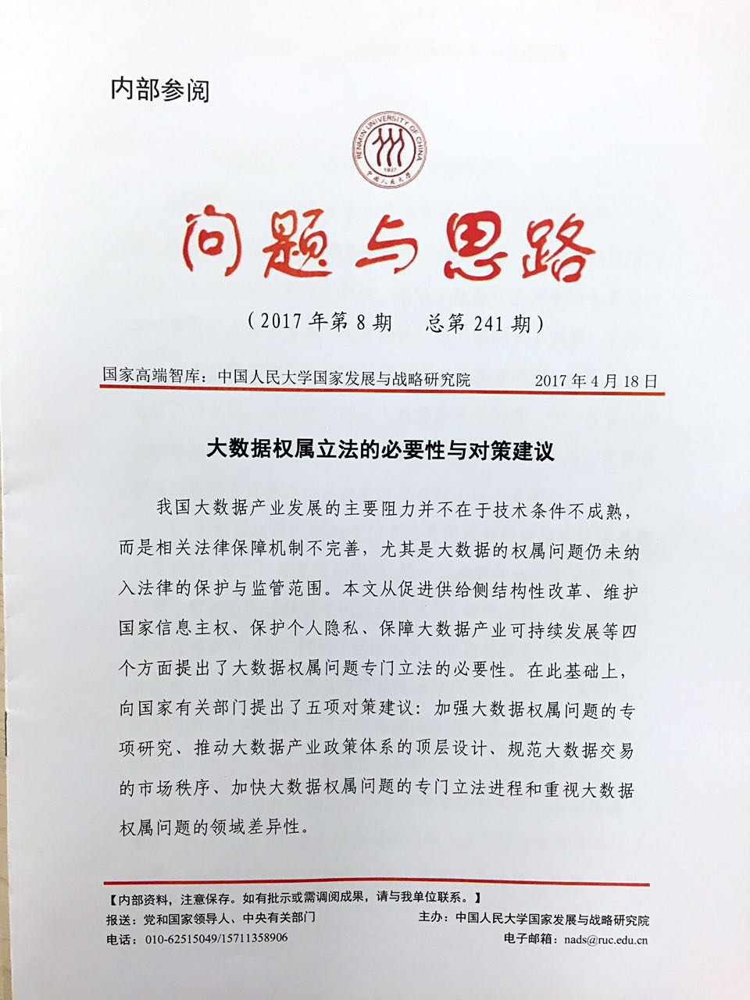 内部参阅
RENMIN UNIVERSITY OF CHINA
1937
中国人民大学
问题与思路
（2017年第8期 总第241期）
国家高端智库：中国人民大学国家发展与战略研究院 2017年4月18日
大数据权属立法的必要性与对策建议
我国大数据产业发展的主要阻力并不在于技术条件不成熟，
而是相关法律保障机制不完善，尤其是大数据的权属问题仍未纳
入法律的保护与监管范围。本文从促进供给侧结构性改革、维护
国家信息主权、保护个人隐私、保障大数据产业可持续发展等四
个方面提出了大数据权属问题专门立法的必要性。在此基础上，
向国家有关部门提出了五项对策建议：加强大数据权属问题的专
项研究、推动大数据产业政策体系的顶层设计、规范大数据交易
的市场秩序、加快大数据权属问题的专门立法进程和重视大数据
权属问题的领域差异性。
【内部资料，注意保存。如有批示或需调阅成果，请与我单位联系。】
报送：党和国家领导人、中央有关部门 主办：中国人民大学国家发展与战略研究院
电话：010-62515049/15711358906 电子邮箱：nads@ruc.edu.cn